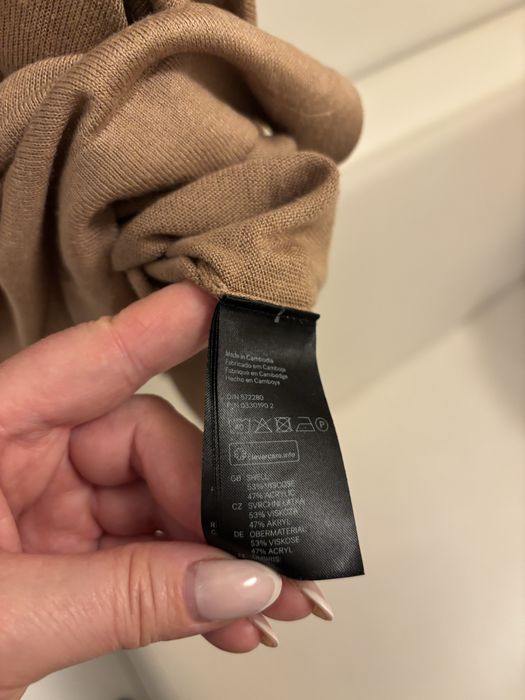 Made in Cambodia
Fabricado em Camboja
Fabriqué en Cambodge
Hecho en Camboya
O/N 572280
P/N 0330190 2
P
clevercare.info
GB SHELL
53% VISCOSE
47% ACRYLIC
CZ SVRCHNÍ LÁTKA
53% VISKÓZA
47% AKRYL
DE OBERMATERIAL
53% VISKOSE
47% ACRYL